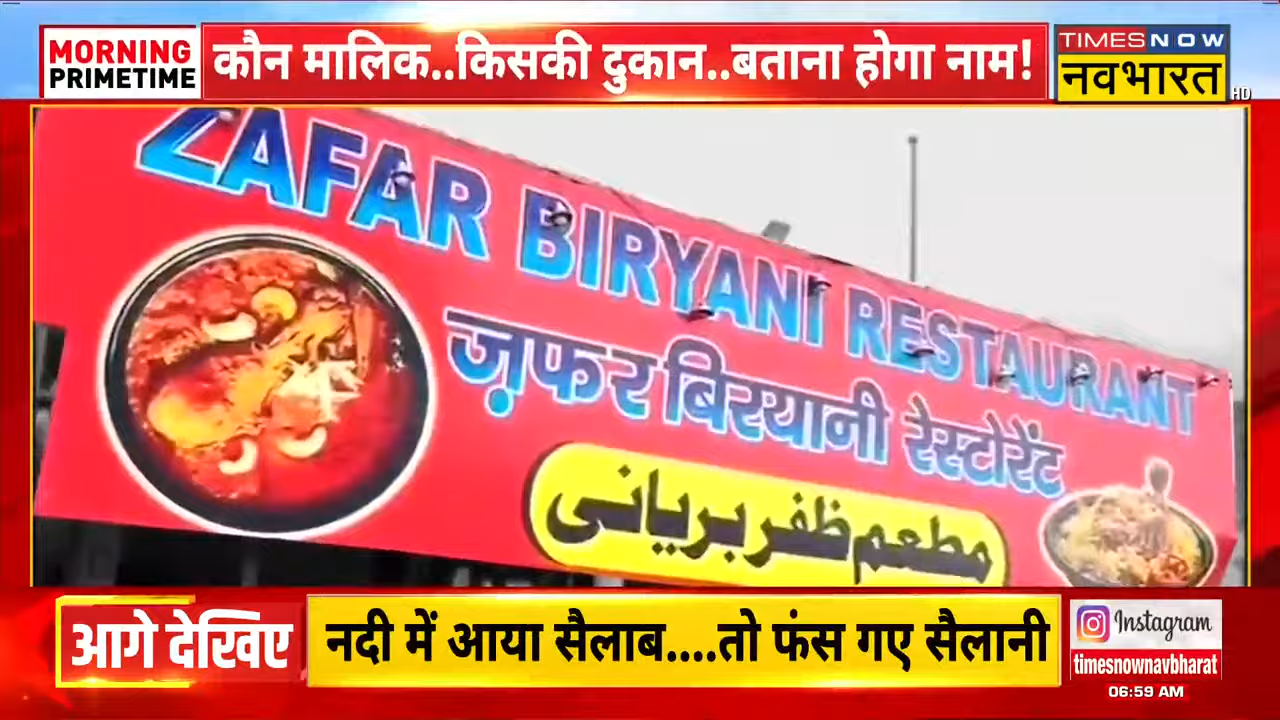 MORNING
PRIMETIME
कौन मालिक..किसकी दुकान..बताना होगा नाम!
TIMES NOW
नवभारत
HD
ZAFAR BIRYANI RESTAURANT
ज़फर बिरयानी रेस्टोरेंट
مطعم ظفر بریانی
आगे देखिए
नदी में आया सैलाब....तो फंस गए सैलानी
Instagram
timesnownavbharat
06:59 AM